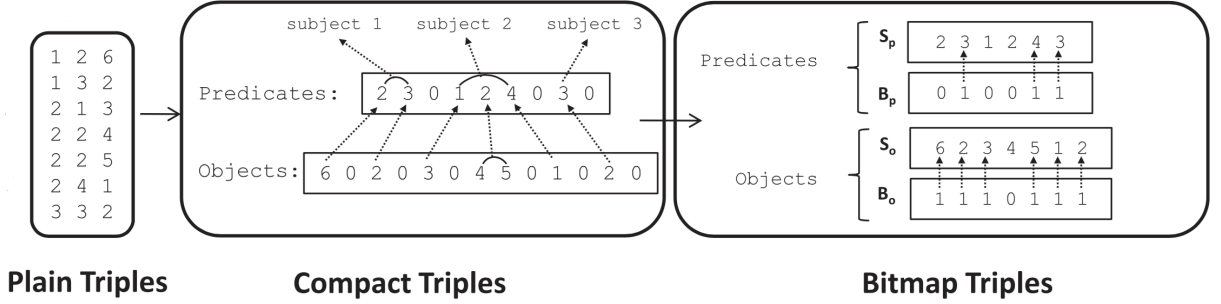 1 2 6
1 3 2
2 1 3
2 2 4
2 2 5
2 4 1
3 3 2
subject 1 subject 2 subject 3
Predicates: 2 3 0 1 2 4 0 3 0
Objects: 6 0 2 0 3 0 4 5 0 1 0 2 0
Predicates
Sp 2 3 1 2 4 3
Bp 0 1 0 0 1 1
Objects
So 6 2 3 4 5 1 2
Bo 1 1 1 0 1 1 1
Plain Triples
Compact Triples
Bitmap Triples